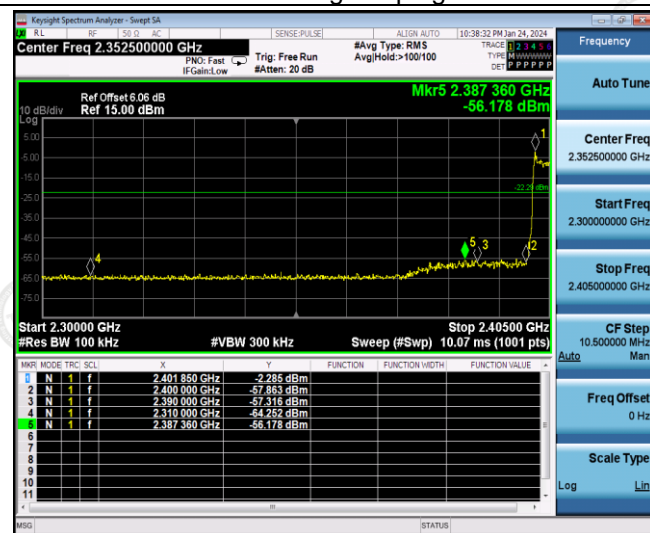 Keysight Spectrum Analyzer - Swept SA
RL RF 50 Ω AC SENSE:PULSE ALIGN AUTO 10:38:32 PM Jan 24, 2024
Center Freq 2.352500000 GHz #Avg Type: RMS TRACE 1 2 3 4 5 6
PNO: Fast Trig: Free Run Avg|Hold:>100/100 TYPE M WWWWW
IFGain:Low #Atten: 20 dB DET P P P P P P
Mkr5 2.387 360 GHz
Ref Offset 6.06 dB
10 dB/div Ref 15.00 dBm -56.178 dBm
Log
5.00
-5.00
-15.0
-22.29 dBm
-25.0
-35.0
-45.0
-55.0
-65.0
-75.0
1
5 3 2
4
Start 2.30000 GHz Stop 2.40500 GHz
#Res BW 100 kHz #VBW 300 kHz Sweep (#Swp) 10.07 ms (1001 pts)
MKR MODE TRC SCL X Y FUNCTION FUNCTION WIDTH FUNCTION VALUE
1 N 1 f 2.401 850 GHz -2.285 dBm
2 N 1 f 2.400 000 GHz -57.863 dBm
3 N 1 f 2.390 000 GHz -57.316 dBm
4 N 1 f 2.310 000 GHz -64.252 dBm
5 N 1 f 2.387 360 GHz -56.178 dBm
6
7
8
9
10
11
MSG STATUS
Frequency
Auto Tune
Center Freq
2.352500000 GHz
Start Freq
2.300000000 GHz
Stop Freq
2.405000000 GHz
CF Step
10.500000 MHz
Auto Man
Freq Offset
0 Hz
Scale Type
Log Lin